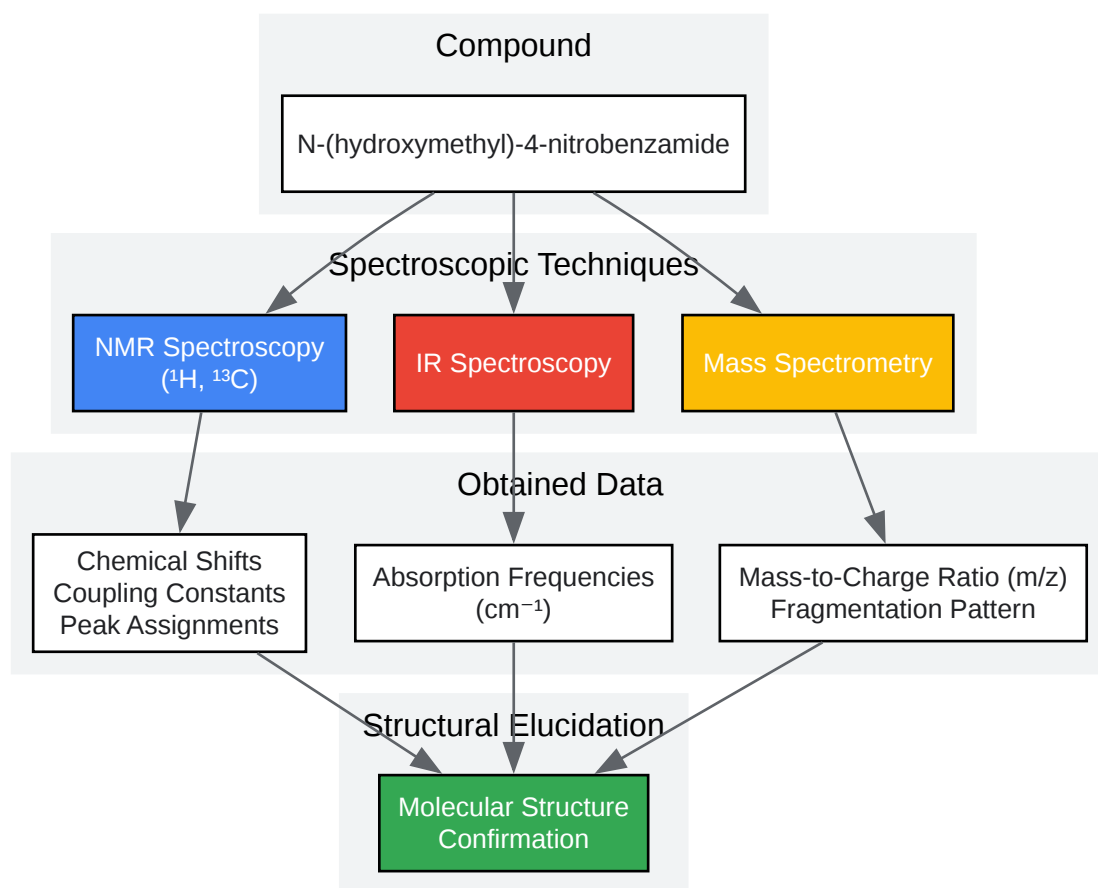 Compound
N-(hydroxymethyl)-4-nitrobenzamide
Spectroscopic Techniques
NMR Spectroscopy
(¹H, ¹³C)
IR Spectroscopy
Mass Spectrometry
Obtained Data
Chemical Shifts
Coupling Constants
Peak Assignments
Absorption Frequencies
(cm⁻¹)
Mass-to-Charge Ratio (m/z)
Fragmentation Pattern
Structural Elucidation
Molecular Structure
Confirmation